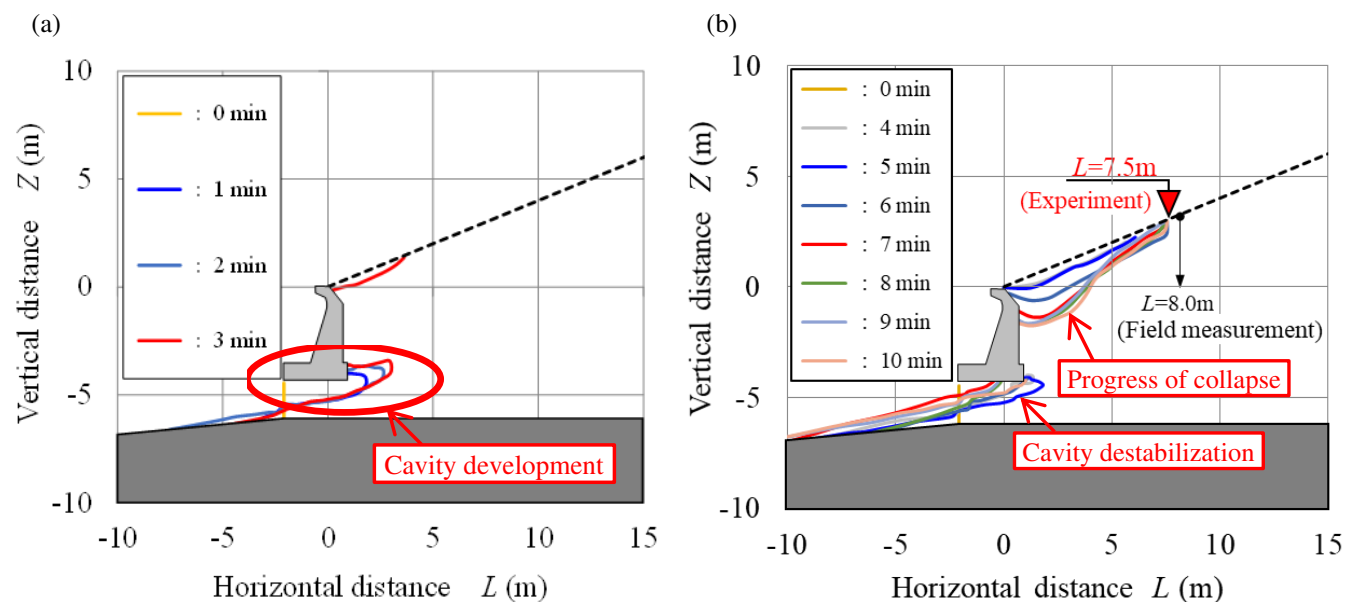 (a)
10
5
0
-5
-10
Vertical distance Z (m)
: 0 min
: 1 min
: 2 min
: 3 min
Cavity development
-10 -5 0 5 10 15
Horizontal distance L (m)
(b)
10
5
0
-5
-10
Vertical distance Z (m)
: 0 min
: 4 min
: 5 min
: 6 min
: 7 min
: 8 min
: 9 min
: 10 min
L=7.5m
(Experiment)
L=8.0m
(Field measurement)
Progress of collapse
Cavity destabilization
-10 -5 0 5 10 15
Horizontal distance L (m)